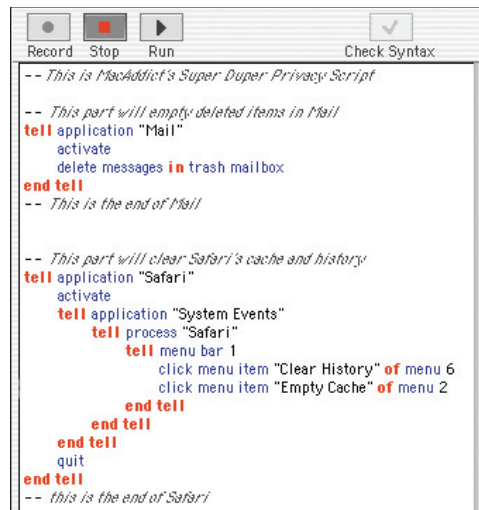 Record Stop Run Check Syntax
-- This is MacAddict's Super Duper Privacy Script
-- This part will empty deleted items in Mail
tell application "Mail"
activate
delete messages in trash mailbox
end tell
-- This is the end of Mail
-- This part will clear Safari's cache and history
tell application "Safari"
activate
tell application "System Events"
tell process "Safari"
tell menu bar 1
click menu item "Clear History" of menu 6
click menu item "Empty Cache" of menu 2
end tell
end tell
end tell
quit
end tell
-- this is the end of Safari